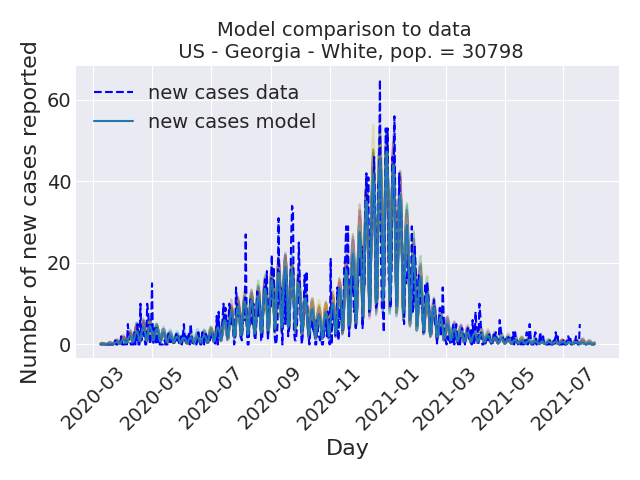 Model comparison to data
US - Georgia - White, pop. = 30798
Number of new cases reported
60
40
20
0
new cases data
new cases model
2020-03
2020-05
2020-07
2020-09
2020-11
2021-01
2021-03
2021-05
2021-07
Day